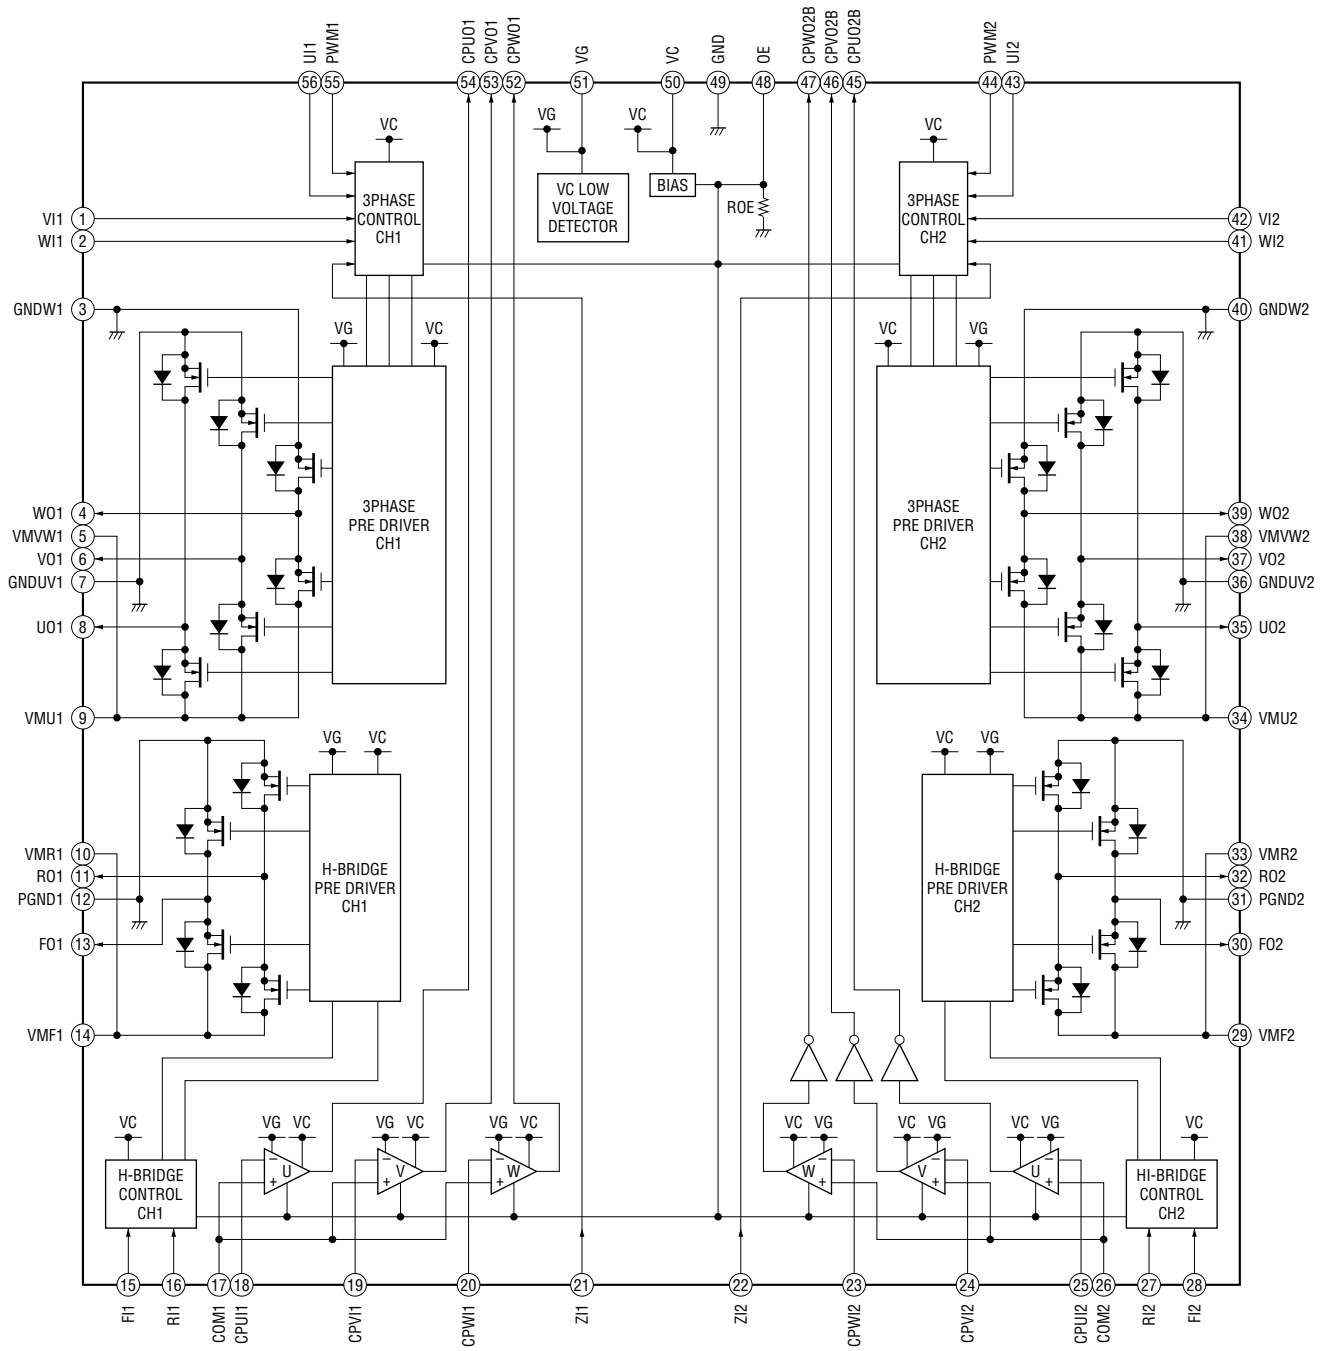 UI1
PWM1
CPUO1
CPVO1
CPWO1
VG
VC
GND
OE
CPWO2B
CPVO2B
CPUO2B
PWM2
UI2
56
55
54
53
52
51
50
49
48
47
46
45
44
43
VC
VG
VC
VC
3PHASE
CONTROL
CH1
VC LOW
VOLTAGE
DETECTOR
BIAS
ROE
3PHASE
CONTROL
CH2
VI1
1
WI1
2
42
VI2
41
WI2
GNDW1
3
40
GNDW2
VG
VC
VC
VG
3PHASE
PRE DRIVER
CH1
3PHASE
PRE DRIVER
CH2
WO1
4
VMVW1
5
VO1
6
GNDUV1
7
UO1
8
VMU1
9
39
WO2
38
VMVW2
37
VO2
36
GNDUV2
35
UO2
34
VMU2
VG
VC
VC
VG
H-BRIDGE
PRE DRIVER
CH1
H-BRIDGE
PRE DRIVER
CH2
VMR1
10
RO1
11
PGND1
12
FO1
13
VMF1
14
33
VMR2
32
RO2
31
PGND2
30
FO2
29
VMF2
VC
VG
VC
VG
VC
VG
VC
VC
VG
VC
VG
VC
VG
VC
H-BRIDGE
CONTROL
CH1
− U +
− V +
− W +
W − +
V − +
U − +
HI-BRIDGE
CONTROL
CH2
15
16
17
18
19
20
21
22
23
24
25
26
27
28
FI1
RI1
COM1
CPUI1
CPVI1
CPWI1
ZI1
ZI2
CPWI2
CPVI2
CPUI2
COM2
RI2
FI2